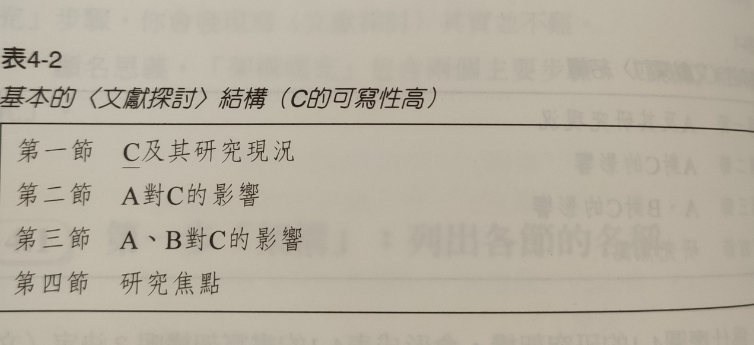 表4-2
基本的〈文獻探討〉結構（C的可寫性高）
第一節　C及其研究現況
第二節　A對C的影響
第三節　A、B對C的影響
第四節　研究焦點